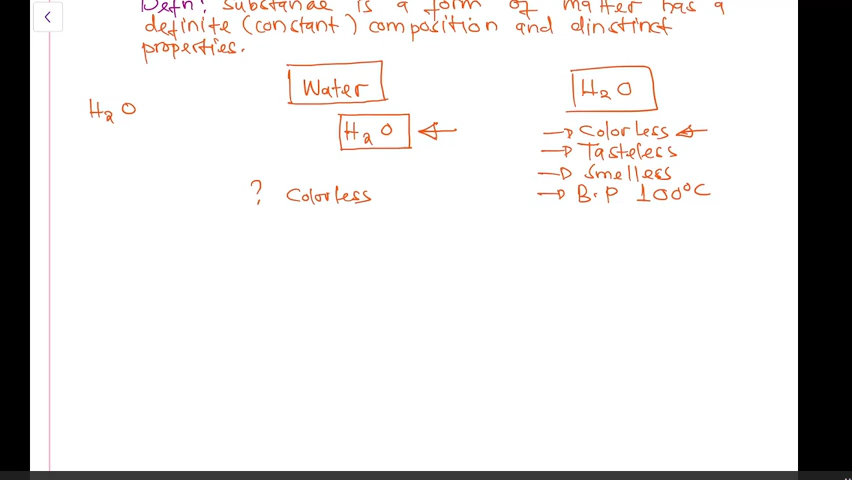 Defn: substance is a form of matter has a
definite (constant) composition and dinstinct
properties.
Water
H₂O
H₂O
H₂O
→ Colorless ←
→ Tasteless
→ Smelless
→ B.P 100°C
? Colorless